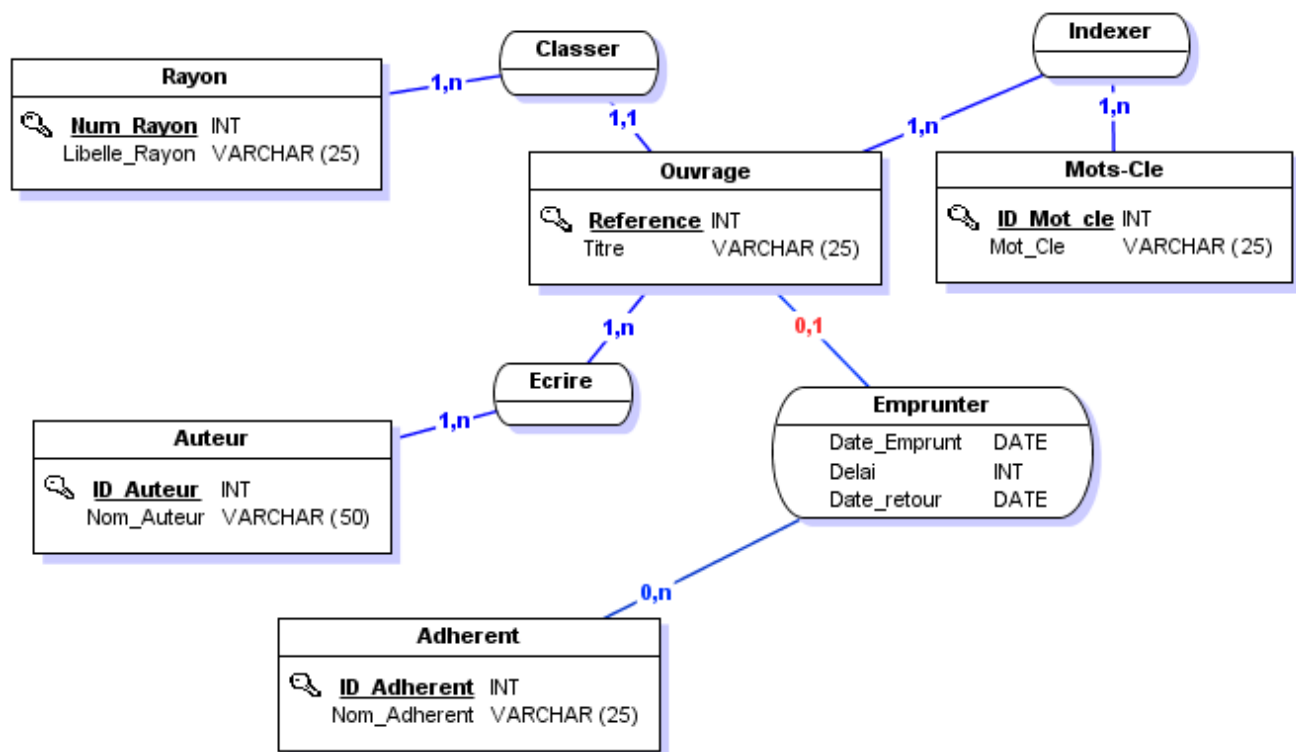 Classer
Indexer
Rayon
Num_Rayon INT
Libelle_Rayon VARCHAR (25)
1,n
1,1
1,n
1,n
Ouvrage
Reference INT
Titre VARCHAR (25)
Mots-Cle
ID_Mot_cle INT
Mot_Cle VARCHAR (25)
1,n
0,1
Ecrire
1,n
Auteur
ID_Auteur INT
Nom_Auteur VARCHAR (50)
Emprunter
Date_Emprunt DATE
Delai INT
Date_retour DATE
0,n
Adherent
ID_Adherent INT
Nom_Adherent VARCHAR (25)